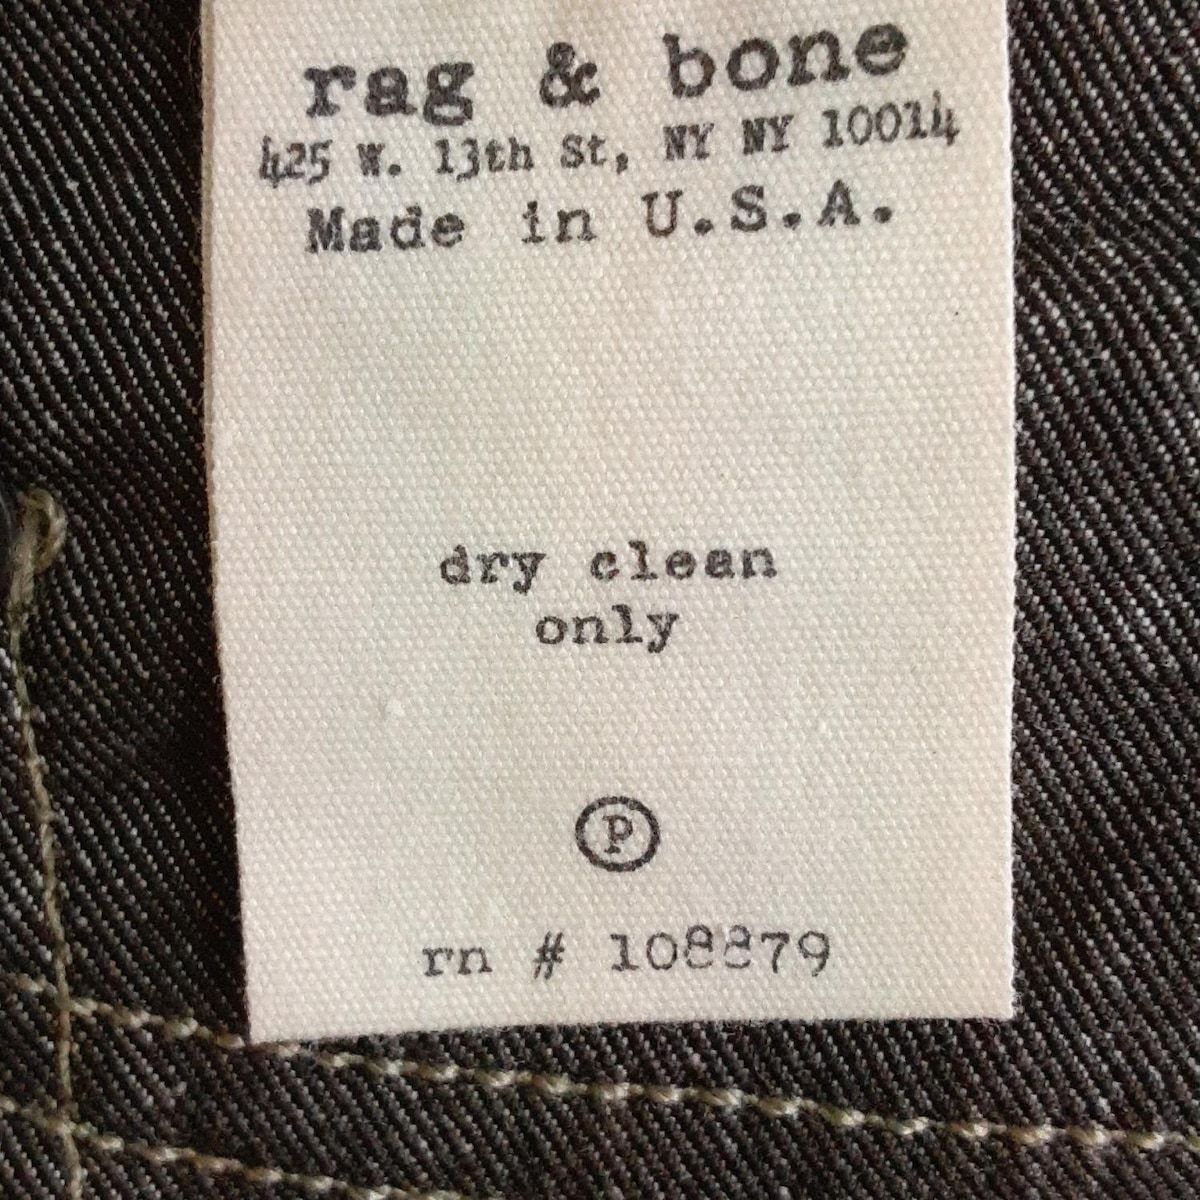 rag & bone
425 W. 13th St, NY NY 10014
Made in U.S.A.
dry clean
only
P
rn # 108879